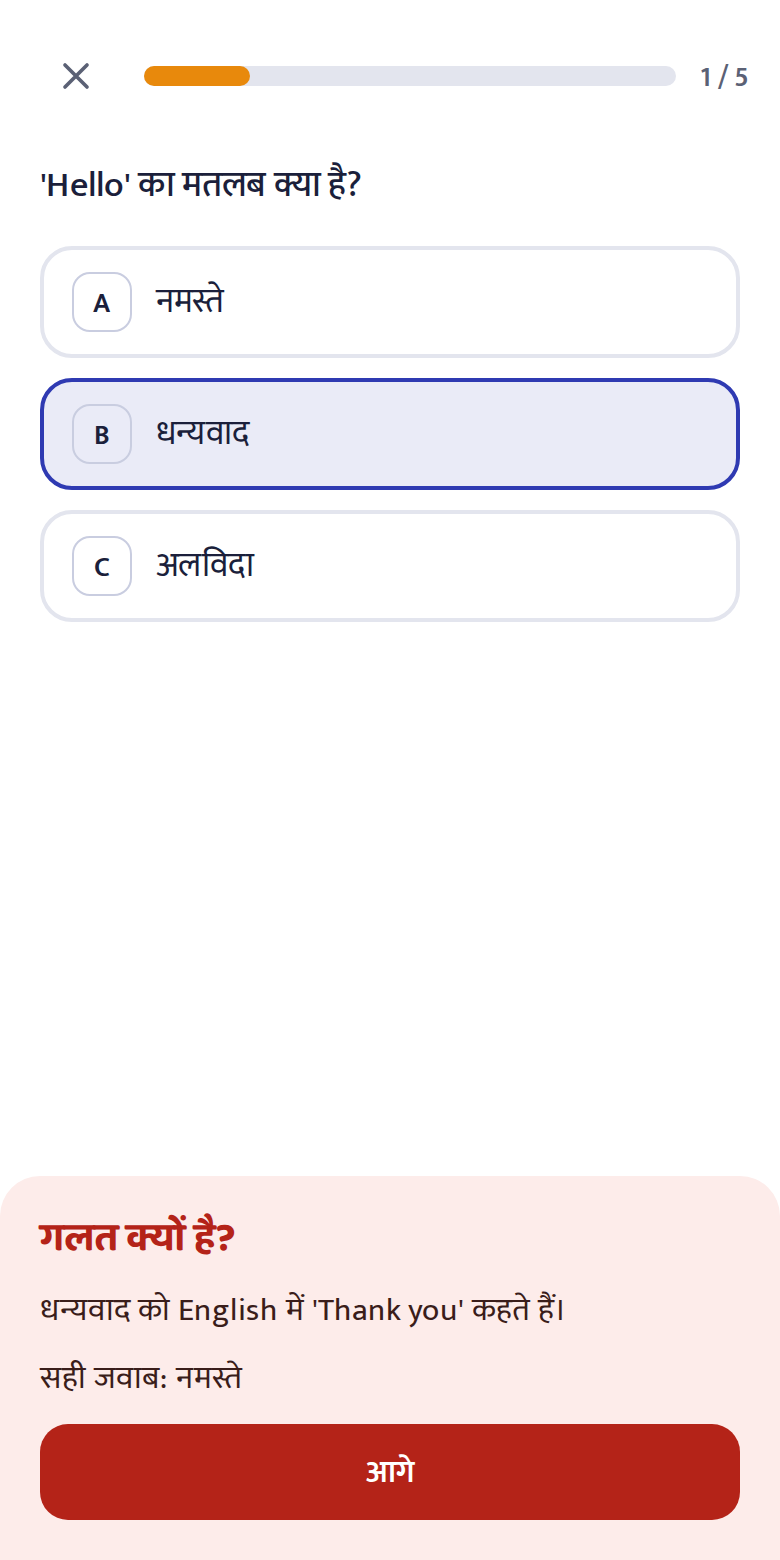 1 / 5
'Hello' का मतलब क्या है?
A नमस्ते
B धन्यवाद
C अलविदा
गलत क्यों है?
धन्यवाद को English में 'Thank you' कहते हैं।
सही जवाब: नमस्ते
आगे